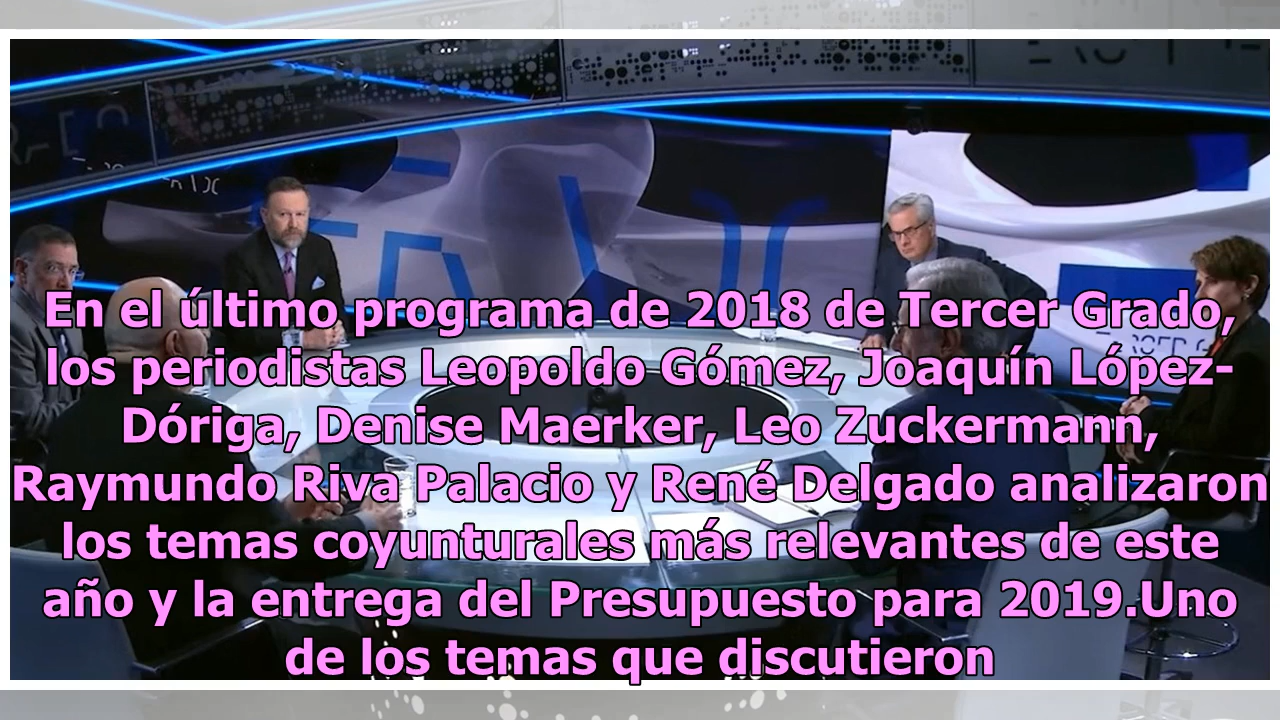 En el último programa de 2018 de Tercer Grado,
los periodistas Leopoldo Gómez, Joaquín López-
Dóriga, Denise Maerker, Leo Zuckermann,
Raymundo Riva Palacio y René Delgado analizaron
los temas coyunturales más relevantes de este
año y la entrega del Presupuesto para 2019.Uno
de los temas que discutieron